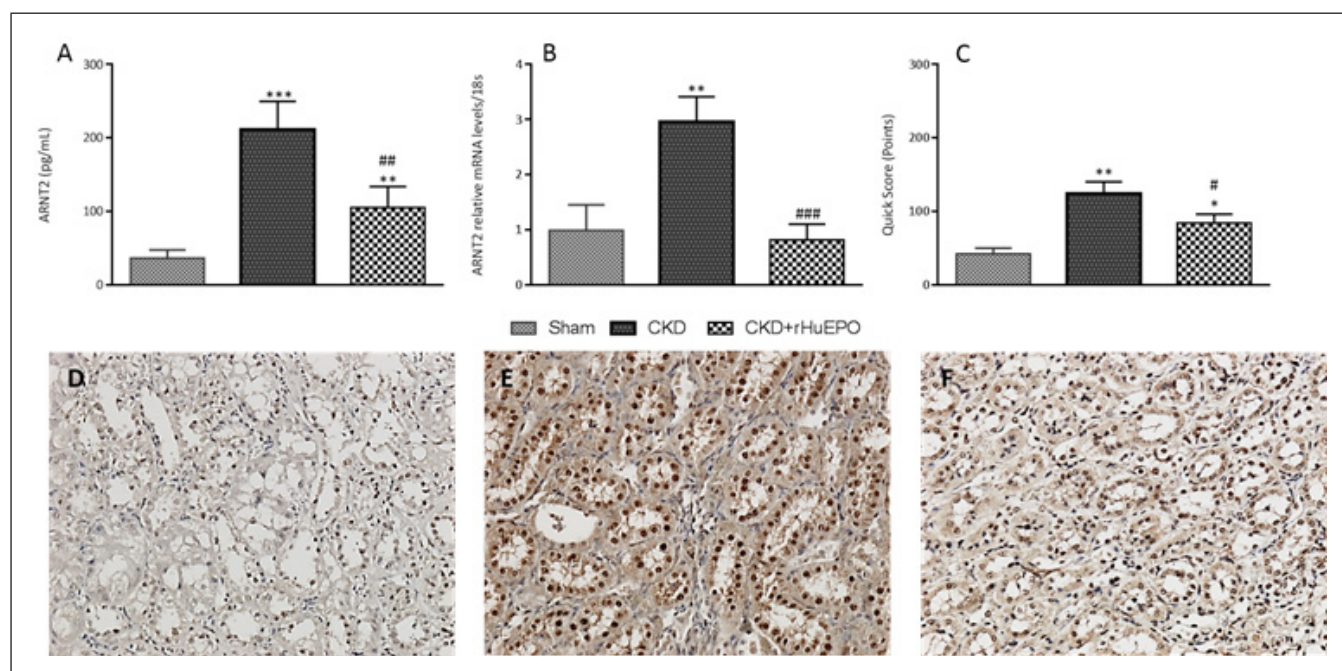 A
ARNT2 (pg/mL)
300
200
100
0
***
##
**
B
ARNT2 relative mRNA levels/18s
4
3
2
1
0
**
###
C
Quick Score (Points)
300
200
100
0
**
#
*
Sham CKD CKD+rHuEPO
D
E
F